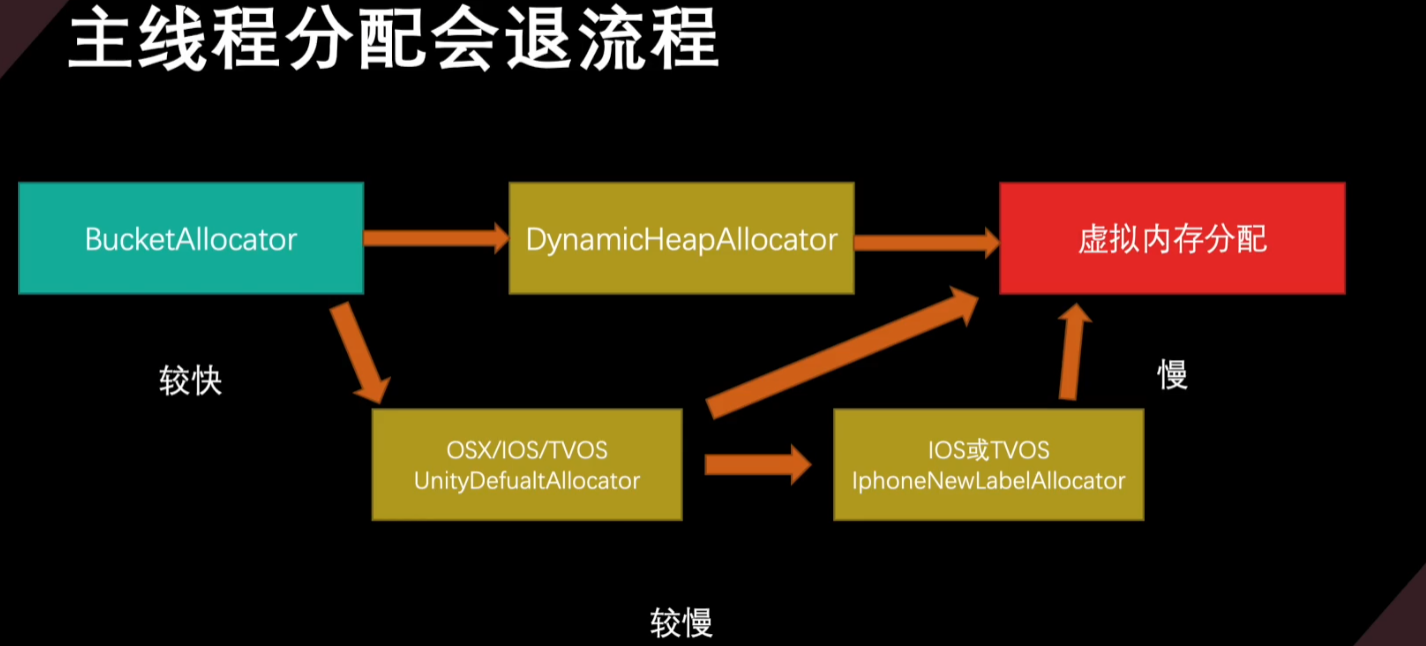 主线程分配会退流程
BucketAllocator
DynamicHeapAllocator
虚拟内存分配
较快
慢
OSX/IOS/TVOS
UnityDefualtAllocator
IOS或TVOS
IphoneNewLabelAllocator
较慢